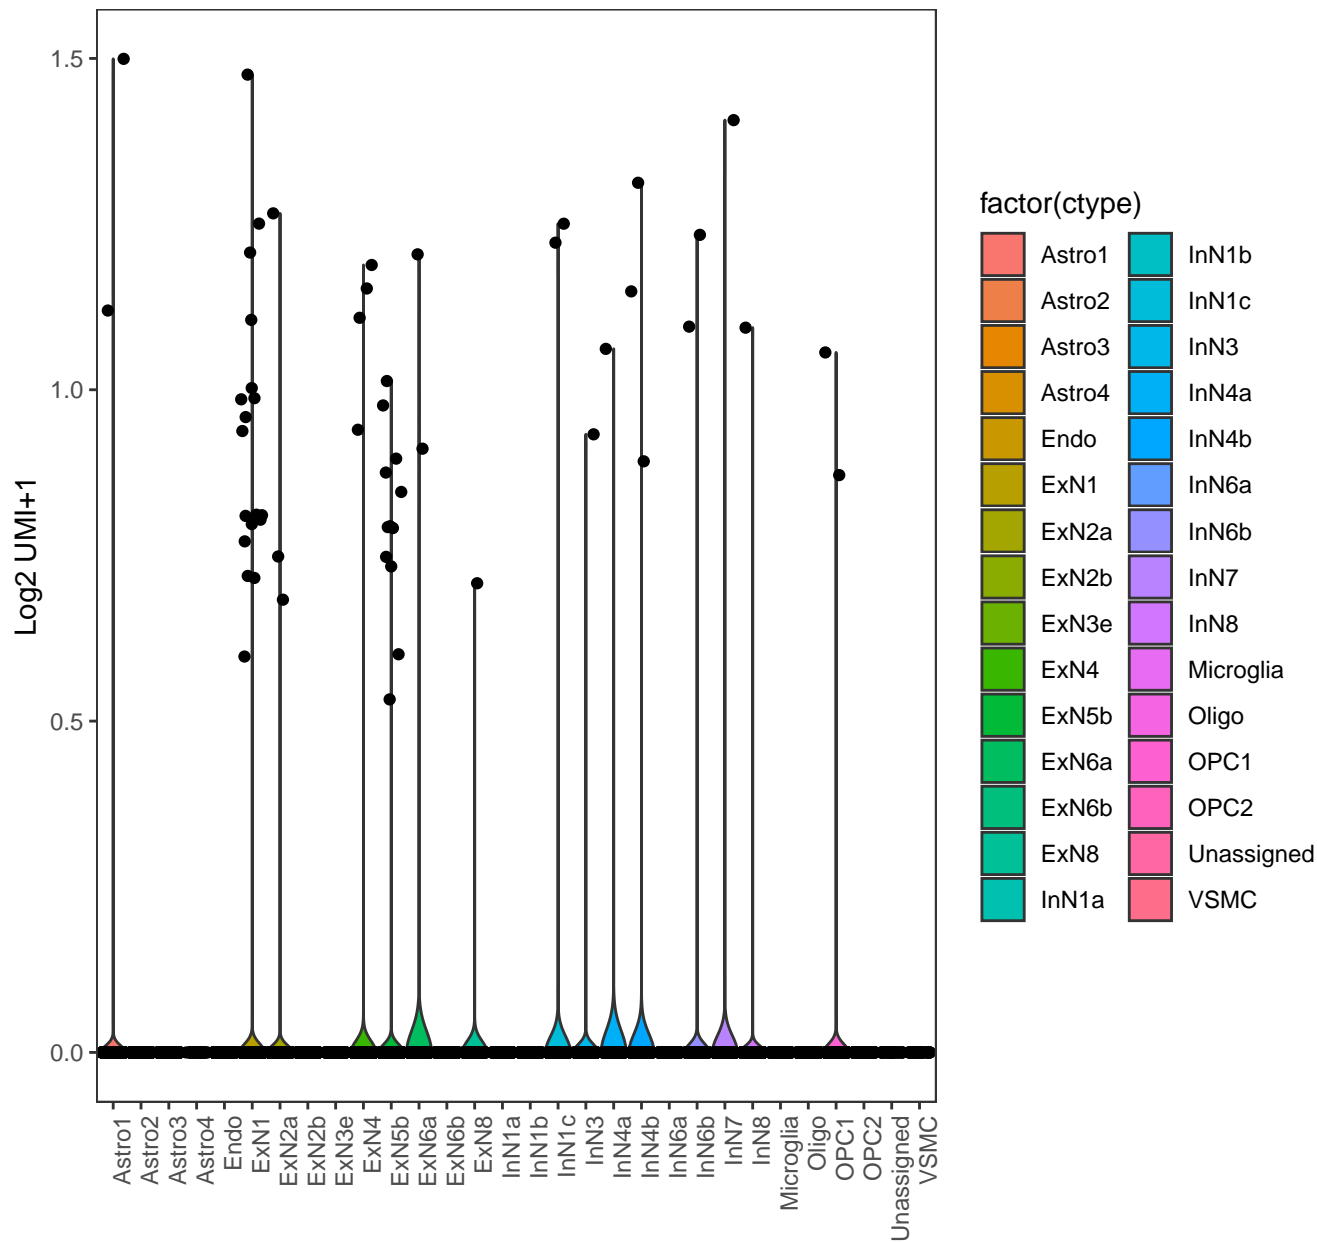 1.5
1.0
0.5
0.0
Log2 UMI+1
Astro1
Astro2
Astro3
Astro4
Endo
ExN1
ExN2a
ExN2b
ExN3e
ExN4
ExN5b
ExN6a
ExN6b
ExN8
InN1a
InN1b
InN1c
InN3
InN4a
InN4b
InN6a
InN6b
InN7
InN8
Microglia
Oligo
OPC1
OPC2
Unassigned
VSMC
factor(ctype)
Astro1
Astro2
Astro3
Astro4
Endo
ExN1
ExN2a
ExN2b
ExN3e
ExN4
ExN5b
ExN6a
ExN6b
ExN8
InN1a
InN1b
InN1c
InN3
InN4a
InN4b
InN6a
InN6b
InN7
InN8
Microglia
Oligo
OPC1
OPC2
Unassigned
VSMC